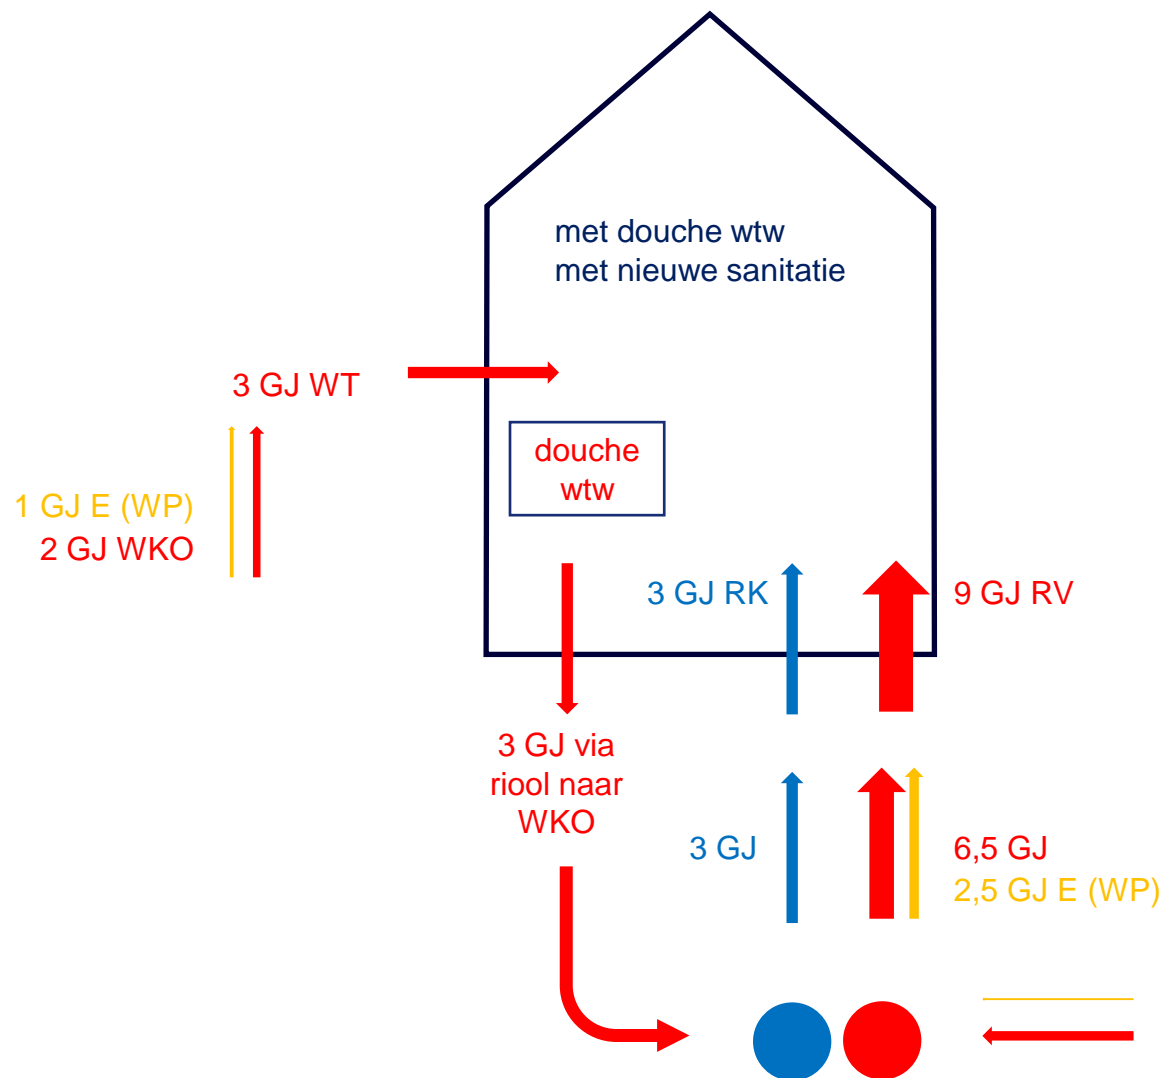 met douche wtw
met nieuwe sanitatie
3 GJ WT
douche
wtw
1 GJ E (WP)
2 GJ WKO
3 GJ RK
9 GJ RV
3 GJ via
riool naar
WKO
3 GJ
6,5 GJ
2,5 GJ E (WP)